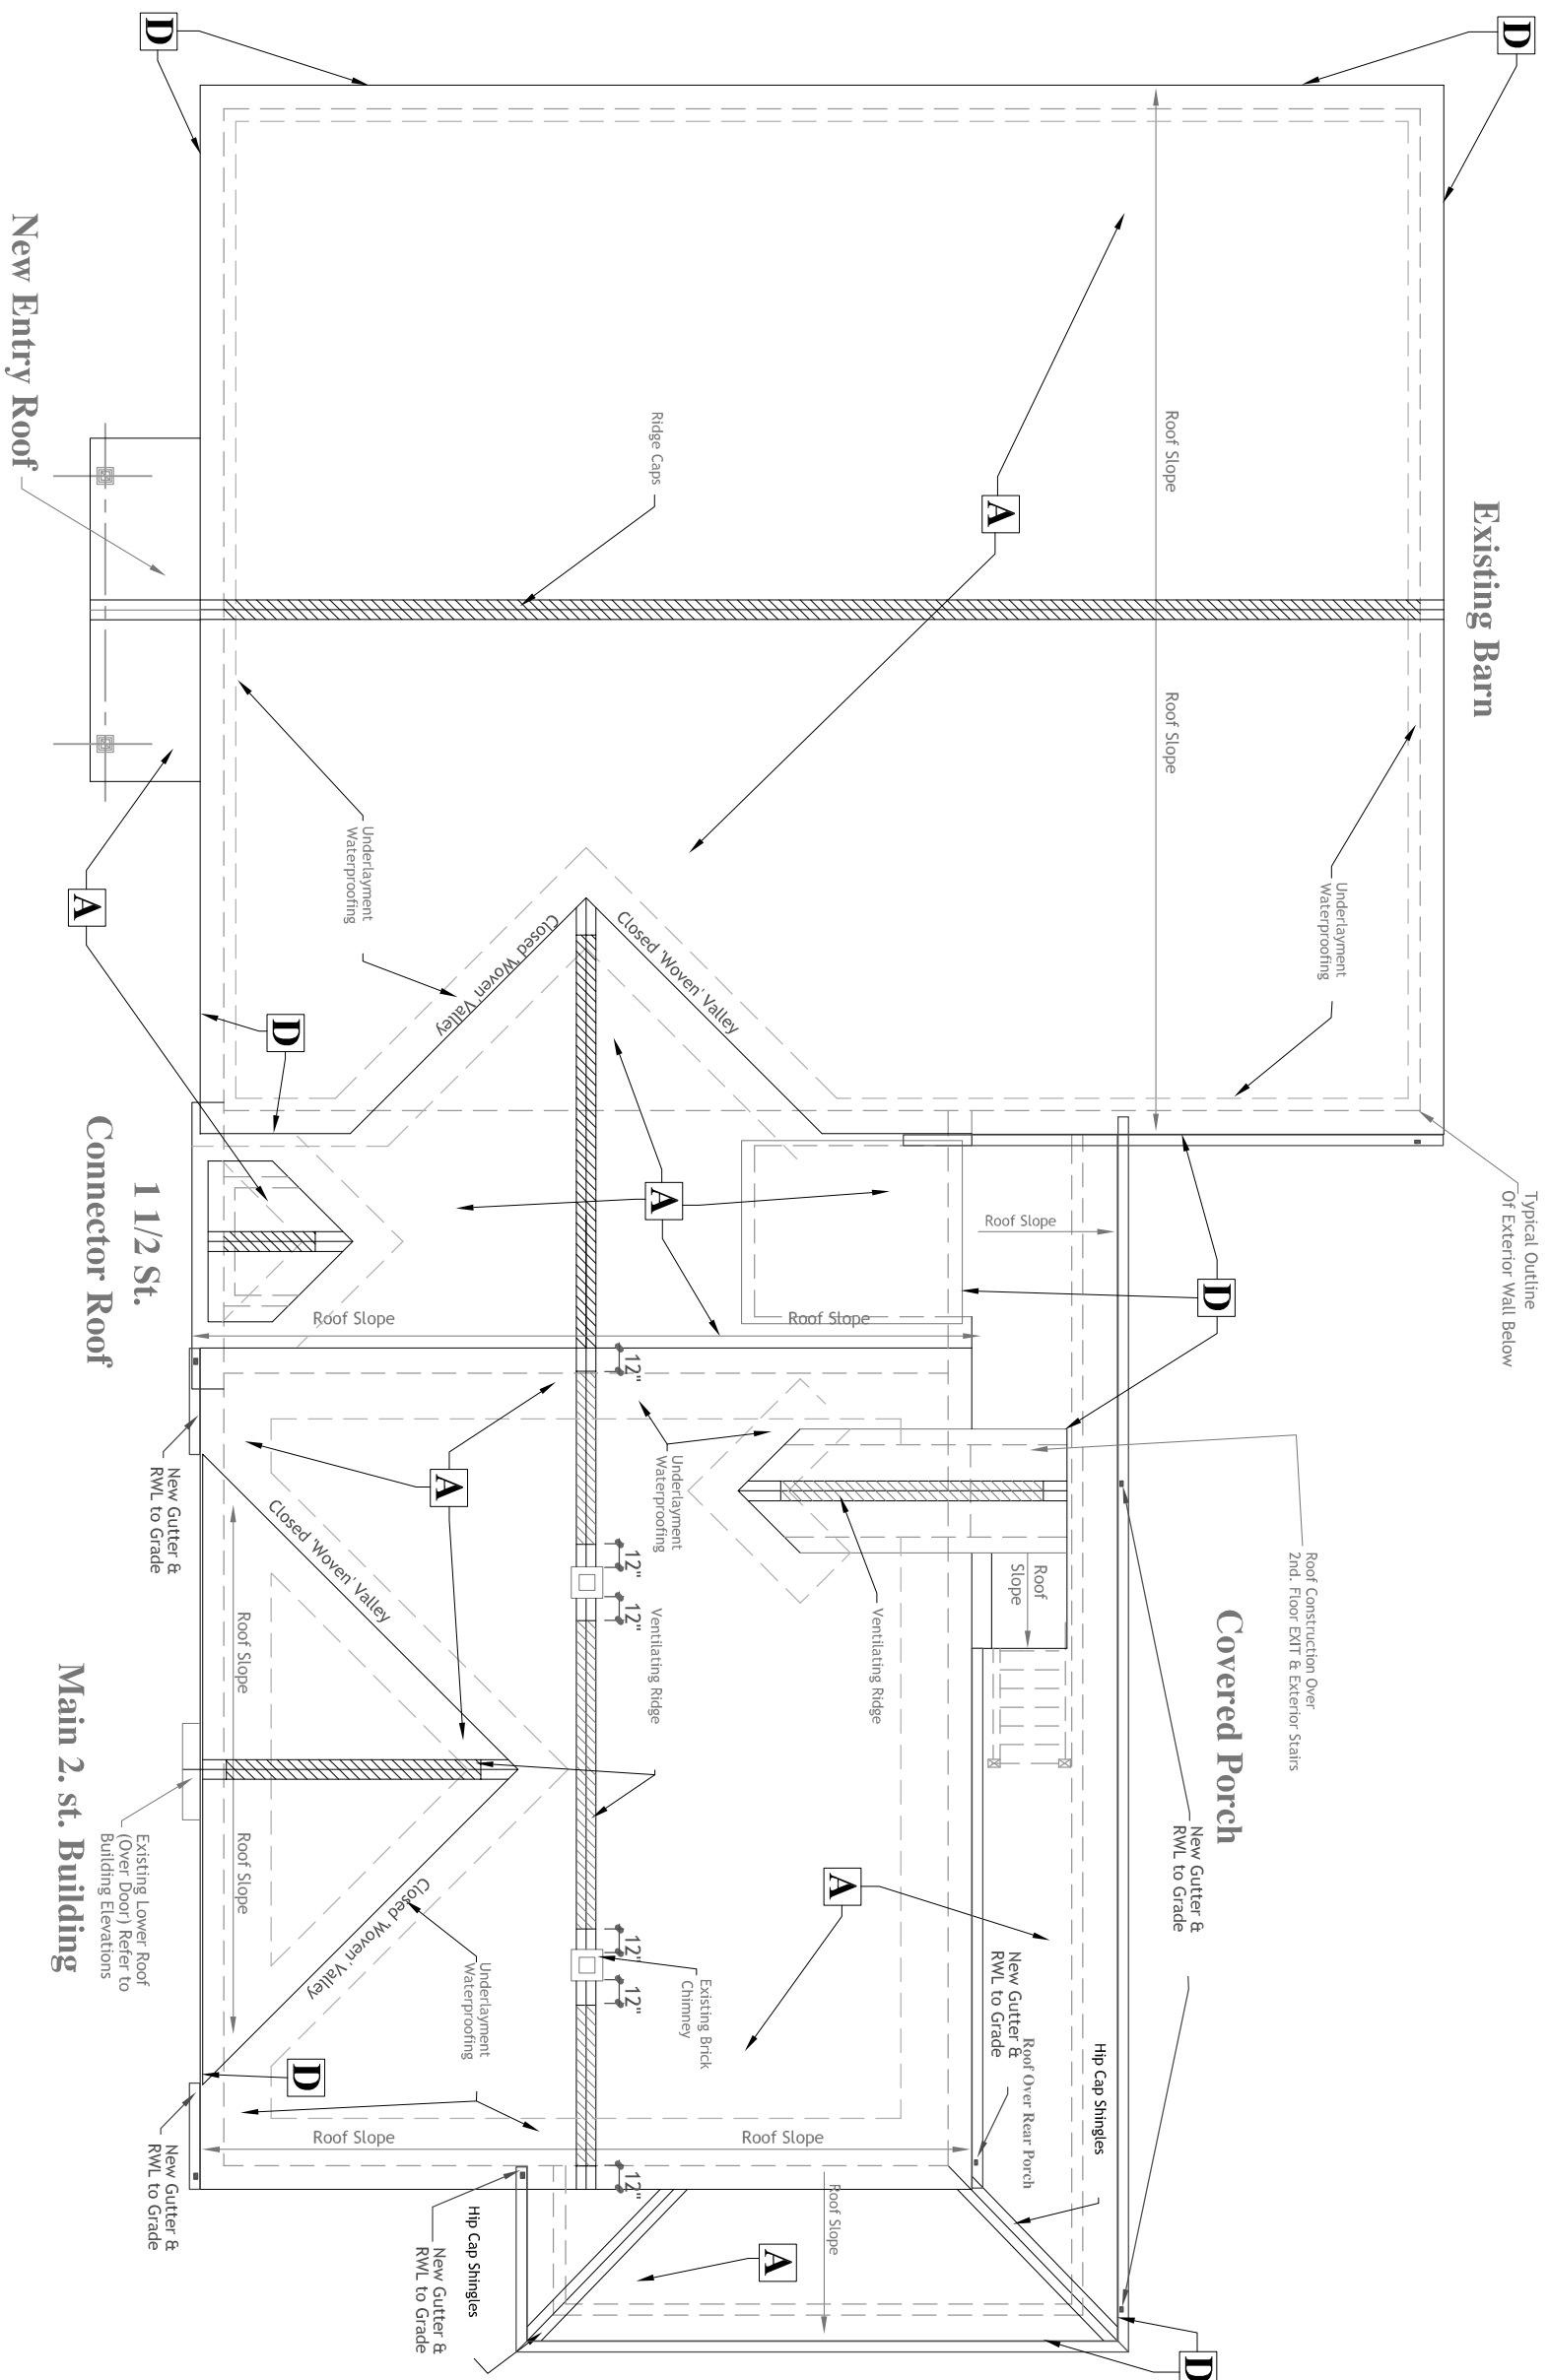 D
D
Existing Barn
New Entry Roof
Ridge Caps
Roof Slope
A
Roof Slope
Underlayment
Waterproofing
Underlayment
Waterproofing
A
Closed 'Woven' Valley
Closed 'Woven' Valley
D
Typical Outline
Of Exterior Wall Below
1 1/2 St.
Connector Roof
A
Roof Slope
D
Roof Slope
Roof Slope
12"
New Gutter &
RWL to Grade
A
Underlayment
Waterproofing
Closed 'Woven' Valley
12"
12"
Roof
Slope
Roof Construction Over
2nd. Floor EXIT & Exterior Stairs
Covered Porch
Ventilating Ridge
Ventilating Ridge
Roof Slope
Roof Slope
Main 2. st. Building
Existing Lower Roof
(Over Door) Refer to
Building Elevations
New Gutter &
RWL to Grade
A
Closed 'Woven' Valley
Underlayment
Waterproofing
12"
12"
Existing Brick
Chimney
New Gutter &
RWL to Grade
Roof Over Rear Porch
Hip Cap Shingles
D
Roof Slope
Roof Slope
New Gutter &
RWL to Grade
12"
Roof Slope
Hip Cap Shingles
New Gutter &
RWL to Grade
A
D